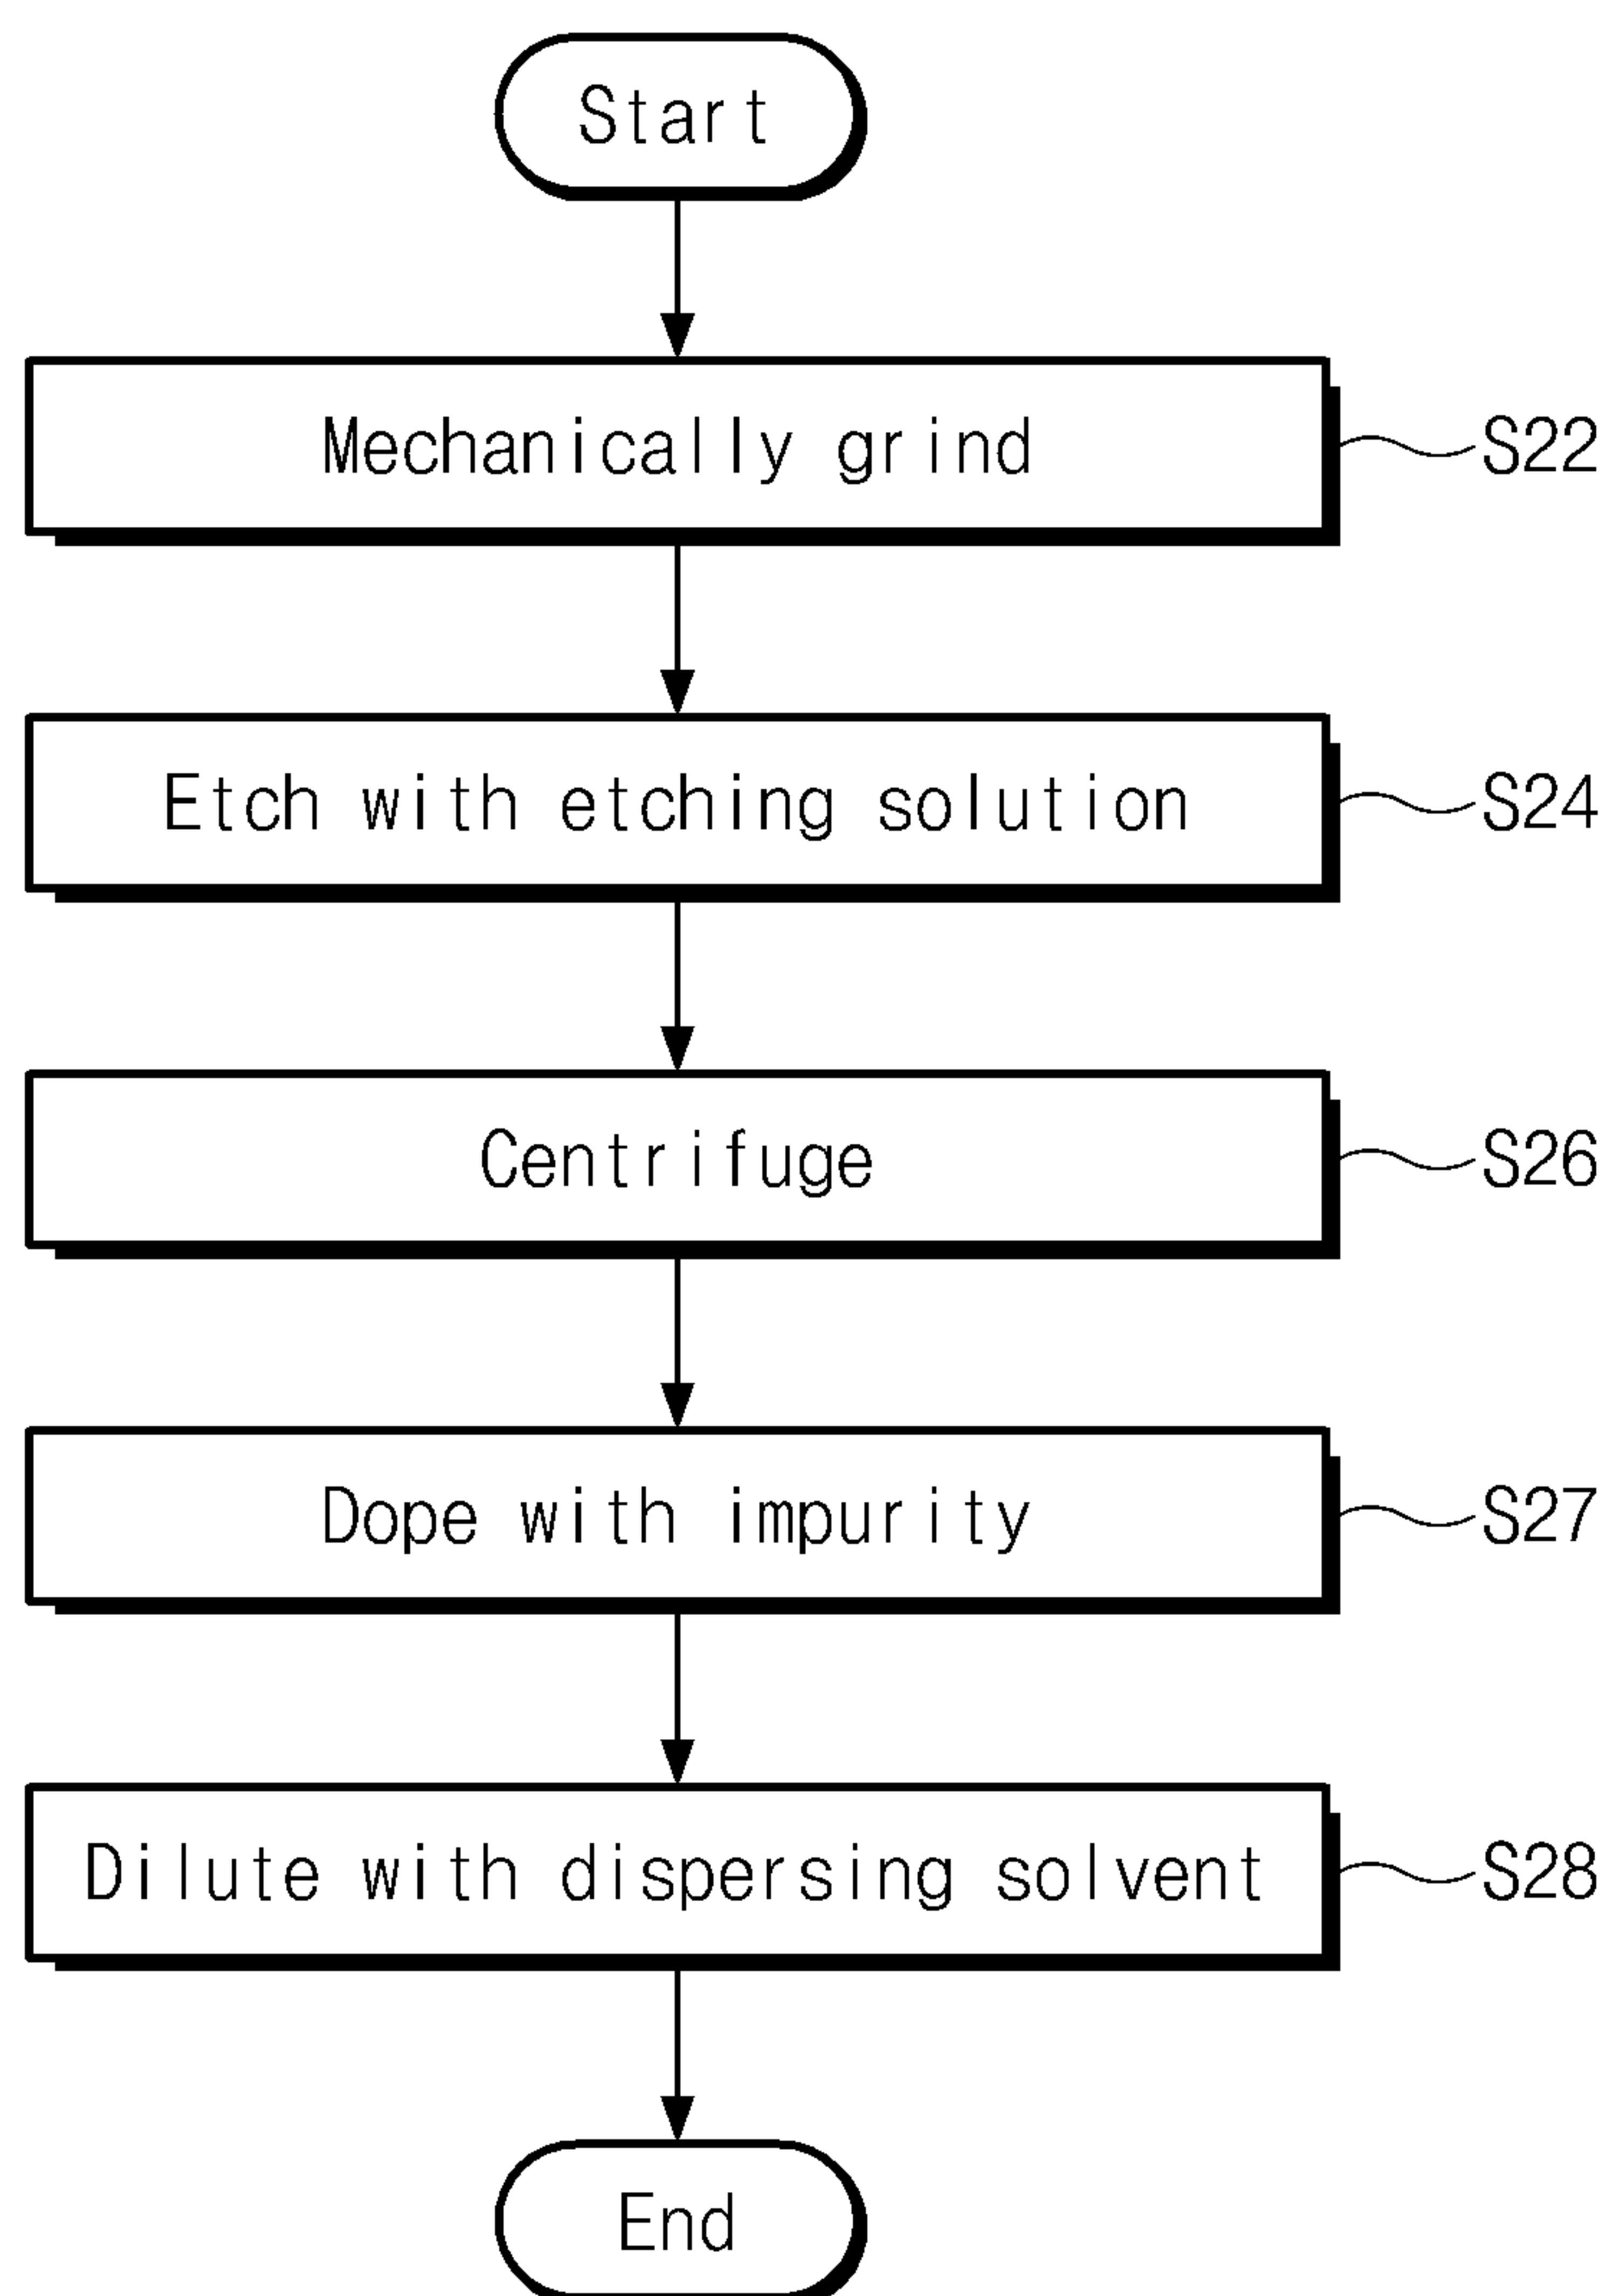 Start
Mechanically grind
S22
Etch with etching solution
S24
Centrifuge
S26
Dope with impurity
S27
Dilute with dispersing solvent
S28
End